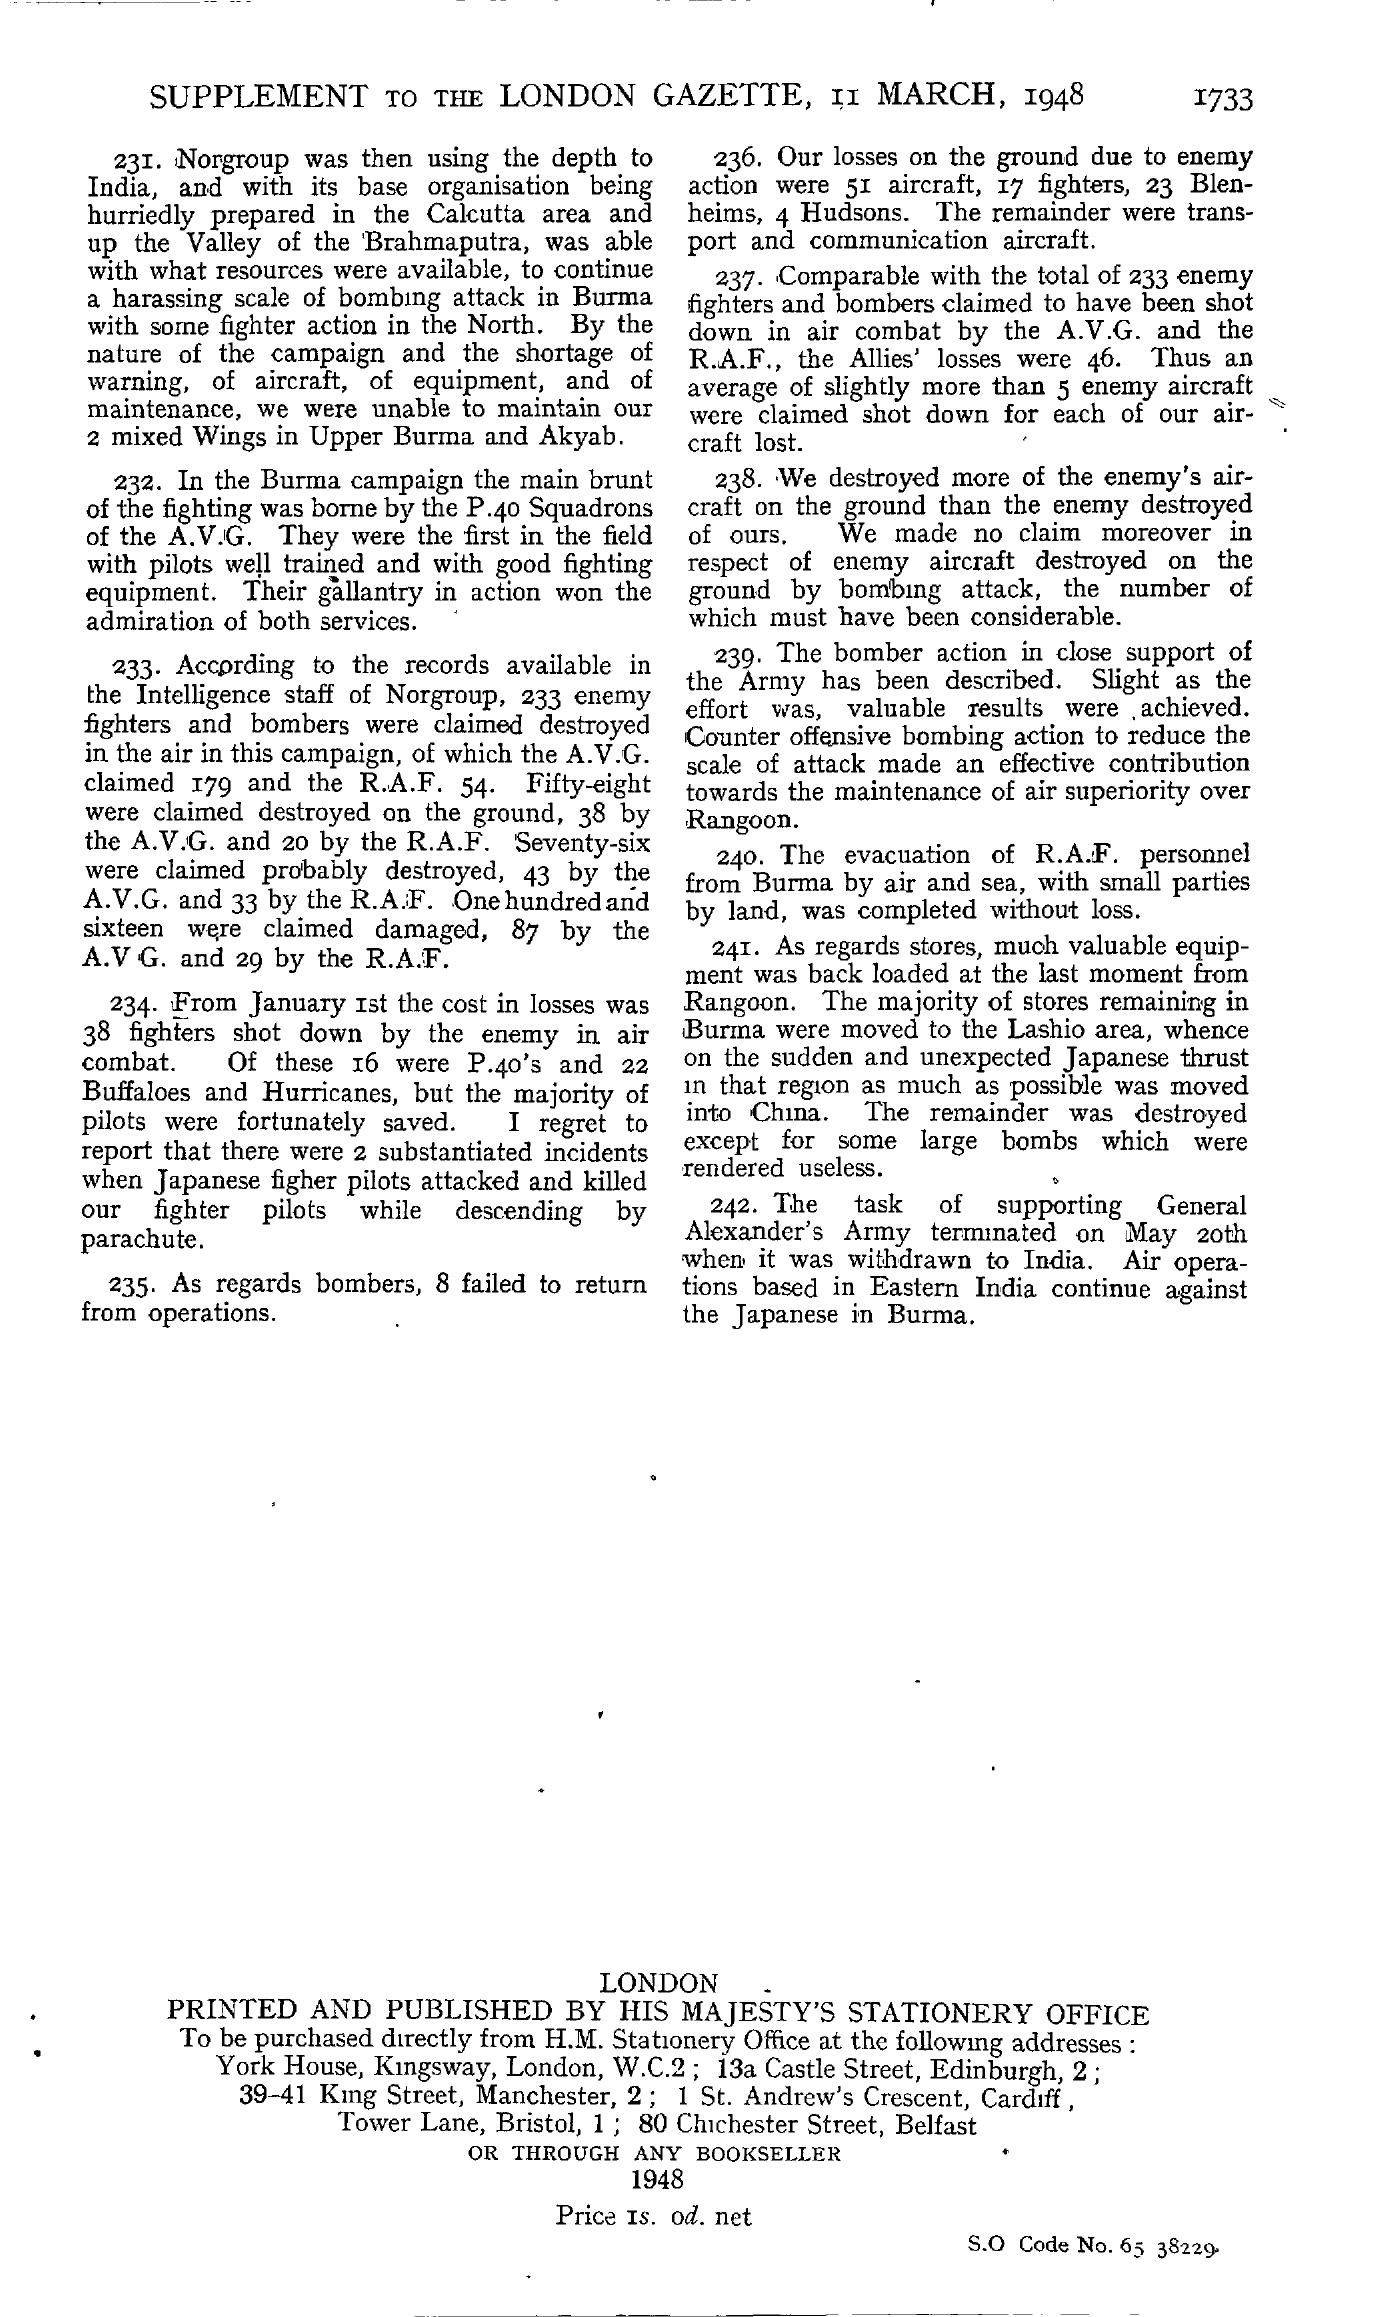 SUPPLEMENT TO THE LONDON GAZETTE, 11 MARCH, 1948 1733
231. Norgroup was then using the depth to
India, and with its base organisation being
hurriedly prepared in the Calcutta area and
up the Valley of the Brahmaputra, was able
with what resources were available, to continue
a harassing scale of bombing attack in Burma
with some fighter action in the North. By the
nature of the campaign and the shortage of
warning, of aircraft, of equipment, and of
maintenance, we were unable to maintain our
2 mixed Wings in Upper Burma and Akyab.
232. In the Burma campaign the main brunt
of the fighting was borne by the P.40 Squadrons
of the A.V.G. They were the first in the field
with pilots well trained and with good fighting
equipment. Their gallantry in action won the
admiration of both services.
233. According to the records available in
the Intelligence staff of Norgroup, 233 enemy
fighters and bombers were claimed destroyed
in the air in this campaign, of which the A.V.G.
claimed 179 and the R.A.F. 54. Fifty-eight
were claimed destroyed on the ground, 38 by
the A.V.G. and 20 by the R.A.F. Seventy-six
were claimed probably destroyed, 43 by the
A.V.G. and 33 by the R.A.F. One hundred and
sixteen were claimed damaged, 87 by the
A.V.G. and 29 by the R.A.F.
234. From January 1st the cost in losses was
38 fighters shot down by the enemy in air
combat. Of these 16 were P.40's and 22
Buffaloes and Hurricanes, but the majority of
pilots were fortunately saved. I regret to
report that there were 2 substantiated incidents
when Japanese figher pilots attacked and killed
our fighter pilots while descending by
parachute.
235. As regards bombers, 8 failed to return
from operations.
236. Our losses on the ground due to enemy
action were 51 aircraft, 17 fighters, 23 Blen-
heims, 4 Hudsons. The remainder were trans-
port and communication aircraft.
237. Comparable with the total of 233 enemy
fighters and bombers claimed to have been shot
down in air combat by the A.V.G. and the
R.A.F., the Allies' losses were 46. Thus an
average of slightly more than 5 enemy aircraft
were claimed shot down for each of our air-
craft lost.
238. We destroyed more of the enemy's air-
craft on the ground than the enemy destroyed
of ours. We made no claim moreover in
respect of enemy aircraft destroyed on the
ground by bombing attack, the number of
which must have been considerable.
239. The bomber action in close support of
the Army has been described. Slight as the
effort was, valuable results were achieved.
Counter offensive bombing action to reduce the
scale of attack made an effective contribution
towards the maintenance of air superiority over
Rangoon.
240. The evacuation of R.A.F. personnel
from Burma by air and sea, with small parties
by land, was completed without loss.
241. As regards stores, much valuable equip-
ment was back loaded at the last moment from
Rangoon. The majority of stores remaining in
Burma were moved to the Lashio area, whence
on the sudden and unexpected Japanese thrust
in that region as much as possible was moved
into China. The remainder was destroyed
except for some large bombs which were
rendered useless.
242. The task of supporting General
Alexander's Army terminated on May 20th
when it was withdrawn to India. Air opera-
tions based in Eastern India continue against
the Japanese in Burma.
LONDON
PRINTED AND PUBLISHED BY HIS MAJESTY'S STATIONERY OFFICE
To be purchased directly from H.M. Stationery Office at the following addresses :
York House, Kingsway, London, W.C.2 ; 13a Castle Street, Edinburgh, 2 ;
39-41 King Street, Manchester, 2 ; 1 St. Andrew's Crescent, Cardiff ,
Tower Lane, Bristol, 1 ; 80 Chichester Street, Belfast
OR THROUGH ANY BOOKSELLER
1948
Price 1s. 0d. net
S.O Code No. 65 38229.